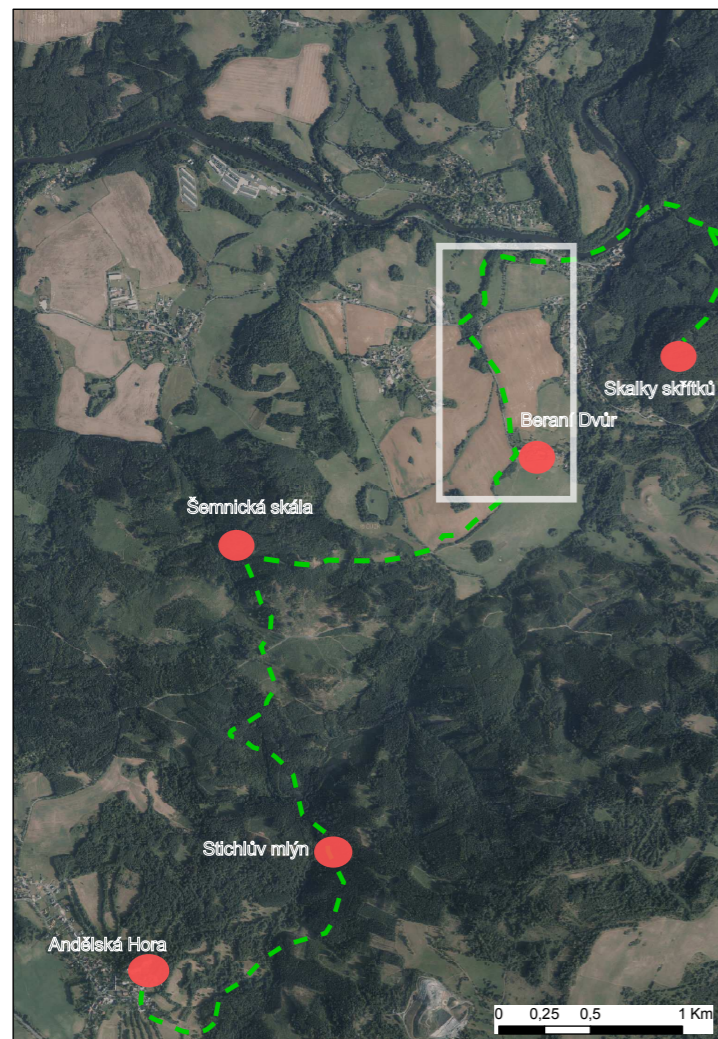 Skalky skřítků
Beraní Dvůr
Šemnická skála
Stichlův mlýn
Andělská Hora
0 0,25 0,5 1 Km